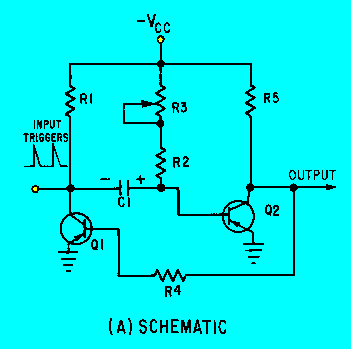 -VCC
R1
R3
R5
INPUT
TRIGGERS
R2
- +
C1
OUTPUT
Q1
Q2
R4
(A) SCHEMATIC